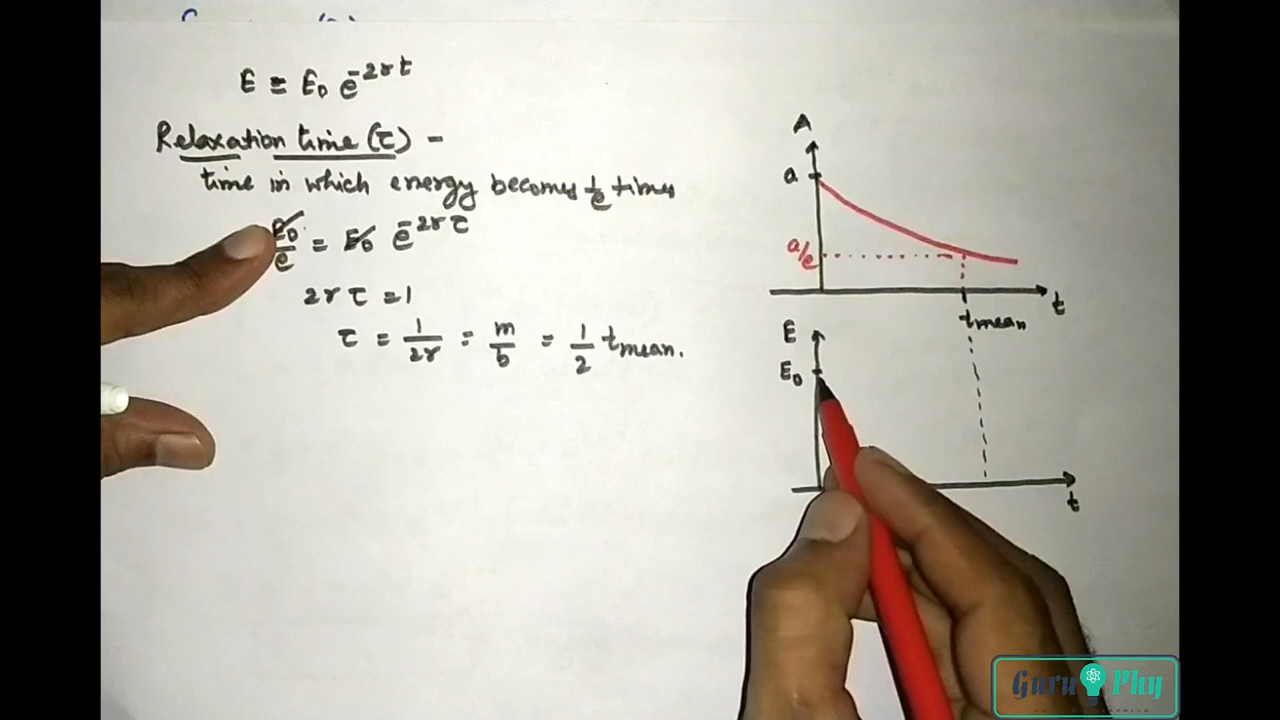 E = E₀ e^{-2rt}
Relaxation time (τ) -
time in which energy becomes 1/e times
E₀/e = E₀ e^{-2rτ}
2rτ = 1
τ = 1/2r = m/b = 1/2 tmean.
A
a
a/e
t
tmean
E
E₀
t
Guru Phy